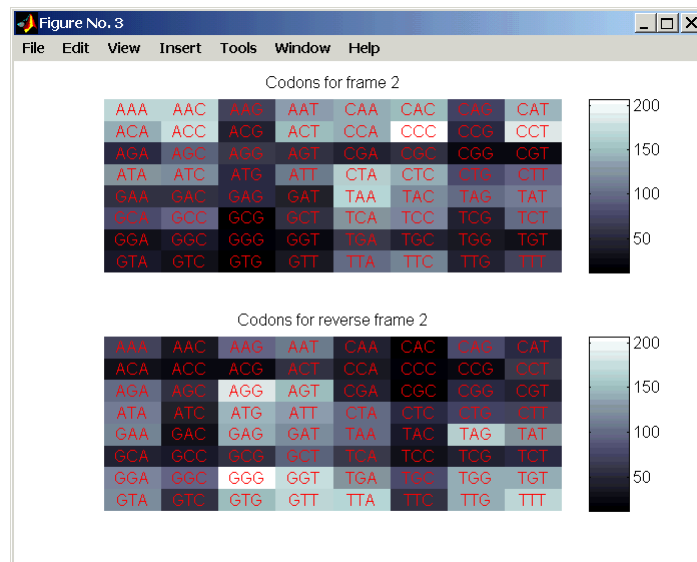 Figure No. 3
File Edit View Insert Tools Window Help
Codons for frame 2
AAA AAC AAG AAT CAA CAC CAG CAT
ACA ACC ACG ACT CCA CCC CCG CCT
AGA AGC AGG AGT CGA CGC CGG CGT
ATA ATC ATG ATT CTA CTC CTG CTT
GAA GAC GAG GAT TAA TAC TAG TAT
GCA GCC GCG GCT TCA TCC TCG TCT
GGA GGC GGG GGT TGA TGC TGG TGT
GTA GTC GTG GTT TTA TTC TTG TTT
200
150
100
50
Codons for reverse frame 2
AAA AAC AAG AAT CAA CAC CAG CAT
ACA ACC ACG ACT CCA CCC CCG CCT
AGA AGC AGG AGT CGA CGC CGG CGT
ATA ATC ATG ATT CTA CTC CTG CTT
GAA GAC GAG GAT TAA TAC TAG TAT
GCA GCC GCG GCT TCA TCC TCG TCT
GGA GGC GGG GGT TGA TGC TGG TGT
GTA GTC GTG GTT TTA TTC TTG TTT
200
150
100
50